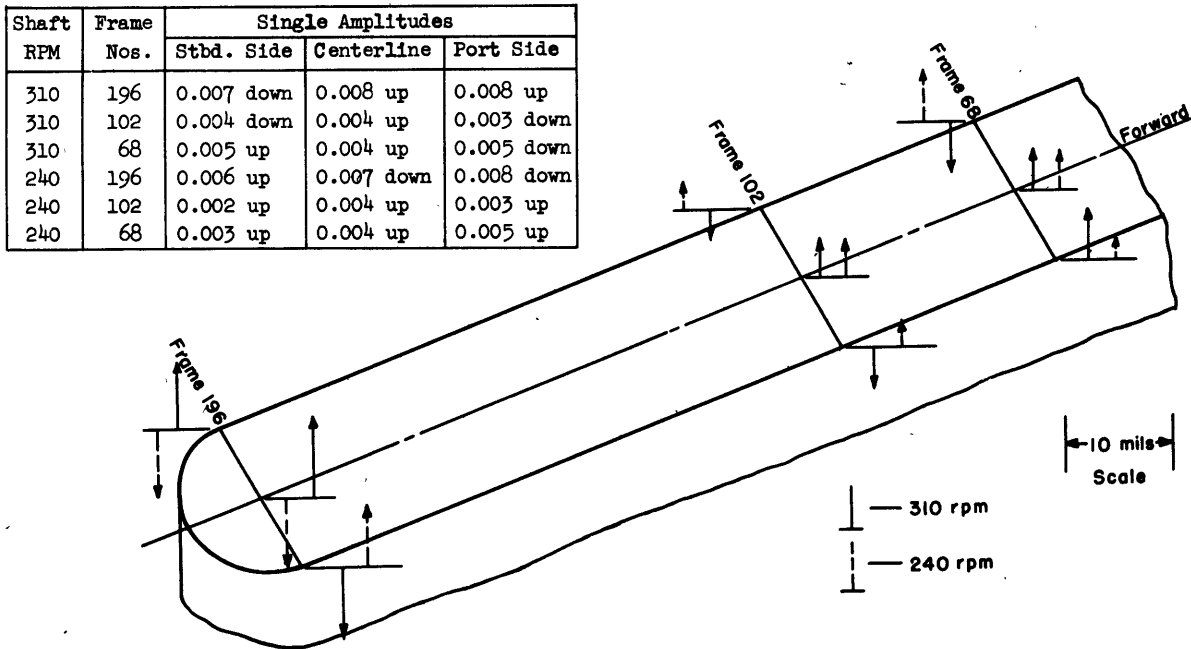 Shaft RPM Frame Nos. Single Amplitudes
Stbd. Side Centerline Port Side
310 196 0.007 down 0.008 up 0.008 up
310 102 0.004 down 0.004 up 0.003 down
310 68 0.005 up 0.004 up 0.005 down
240 196 0.006 up 0.007 down 0.008 down
240 102 0.002 up 0.004 up 0.003 up
240 68 0.003 up 0.004 up 0.005 up
Frame 68
Forward
Frame 102
Frame 196
10 mils
Scale
310 rpm
240 rpm